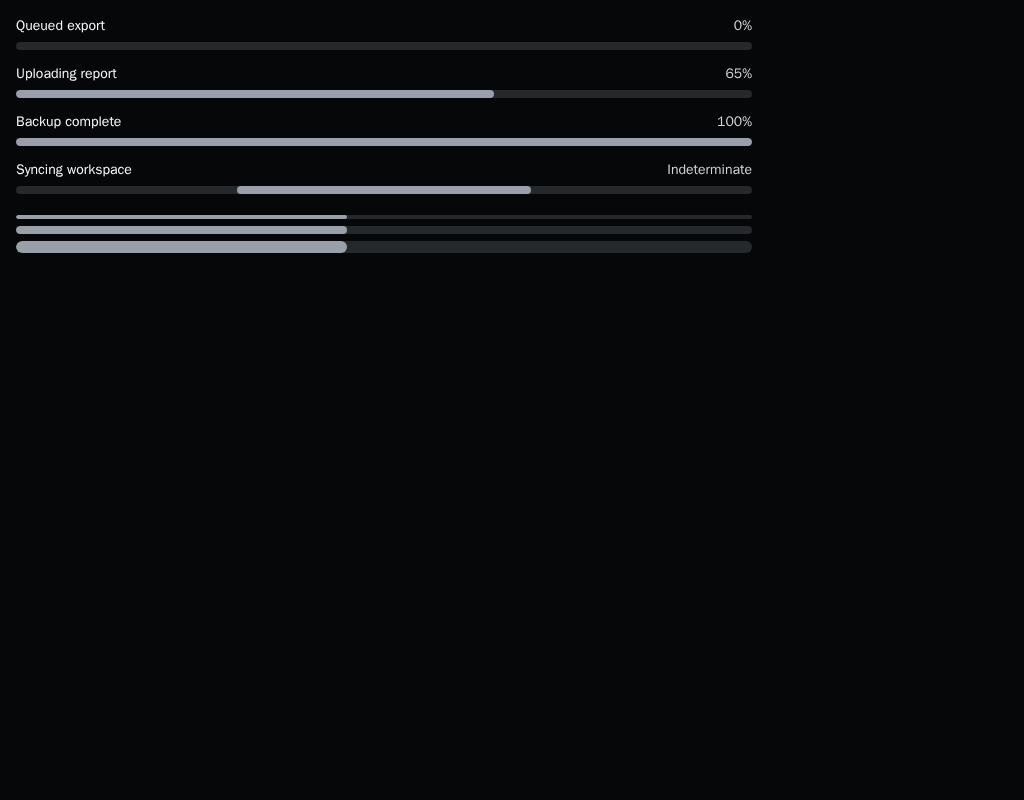 Queued export 0%
Uploading report 65%
Backup complete 100%
Syncing workspace Indeterminate